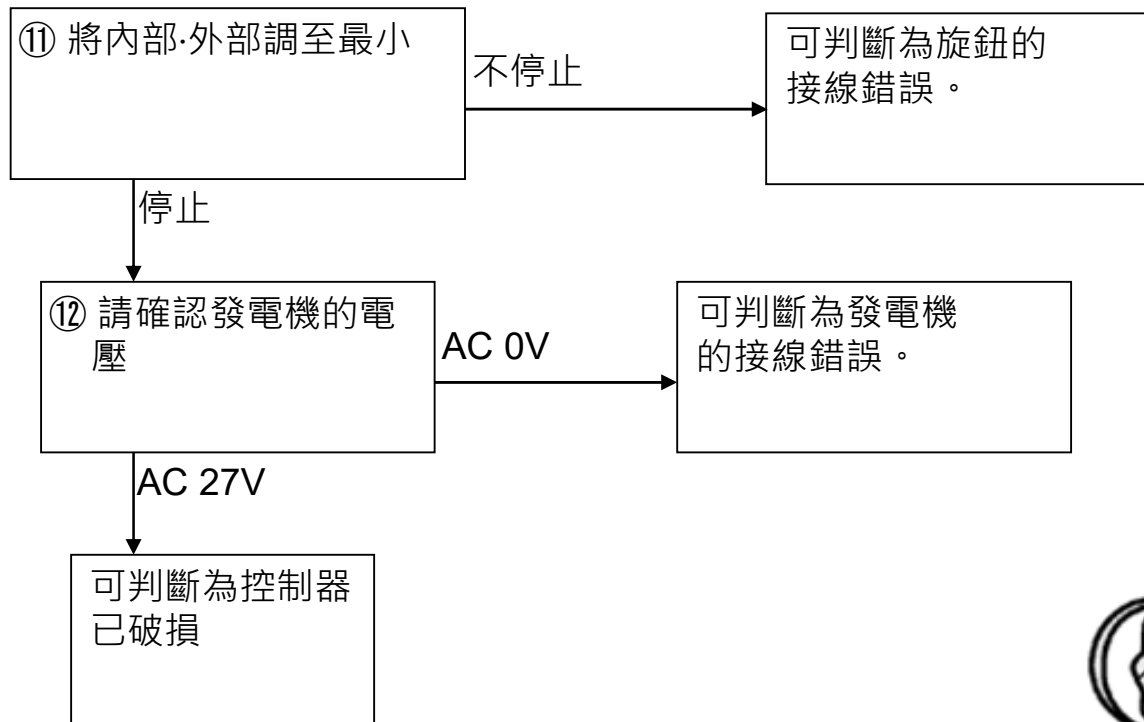 ⑪ 將內部·外部調至最小
不停止
可判斷為旋鈕的
接線錯誤。
停止
⑫ 請確認發電機的電
壓
AC 0V
可判斷為發電機
的接線錯誤。
AC 27V
可判斷為控制器
已破損